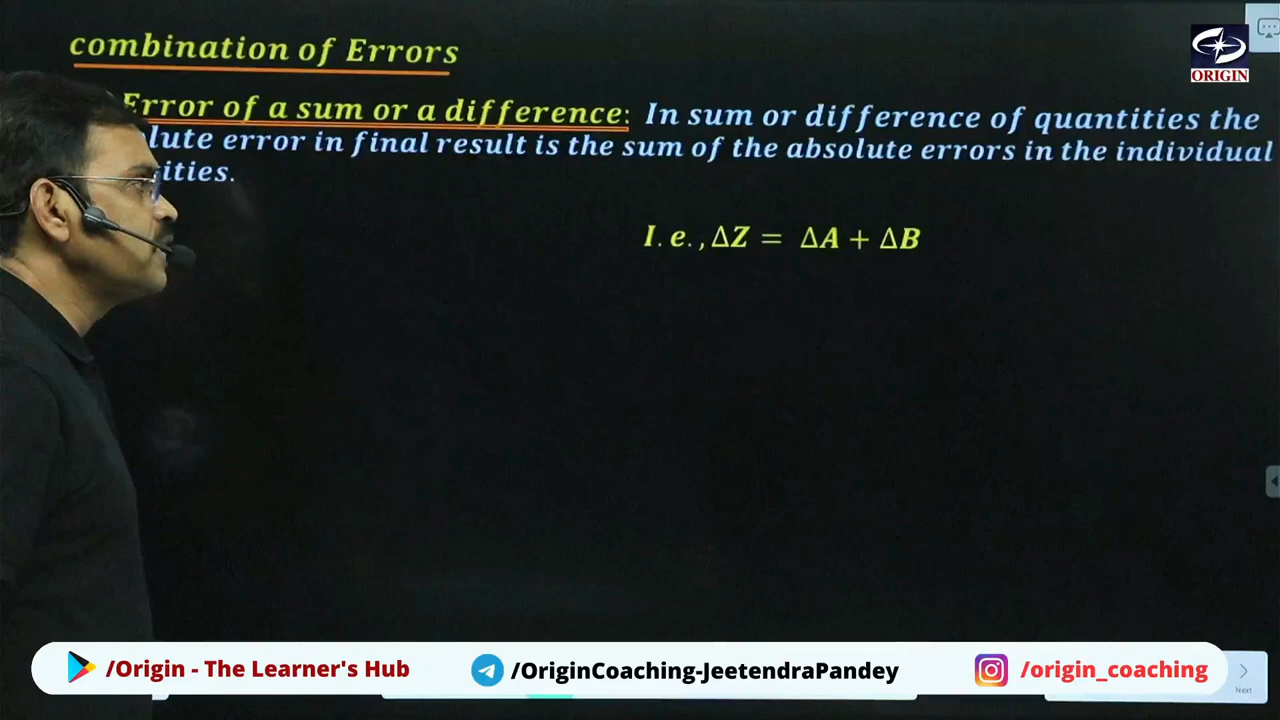 combination of Errors
ORIGIN
Error of a sum or a difference: In sum or difference of quantities the
error in final result is the sum of the absolute errors in the individual
I.e., ΔZ = ΔA + ΔB
/Origin - The Learner's Hub
/OriginCoaching-JeetendraPandey
/origin_coaching
Next